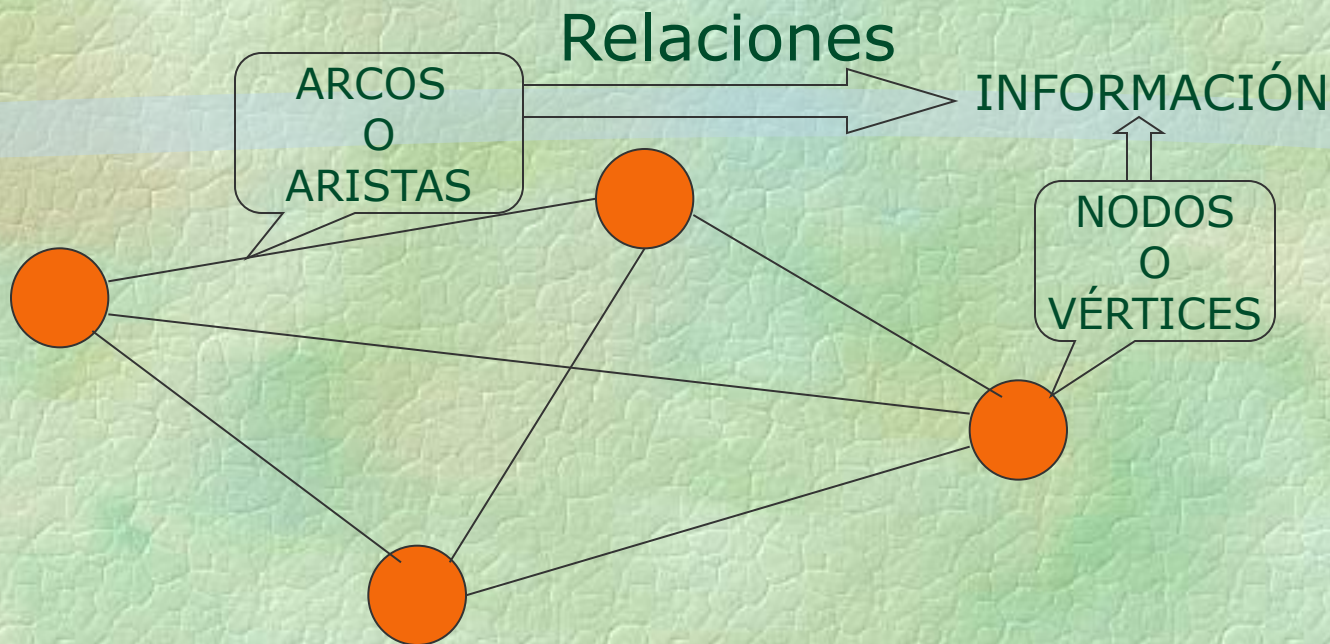 Relaciones
ARCOS
O
ARISTAS
INFORMACIÓN
NODOS
O
VÉRTICES